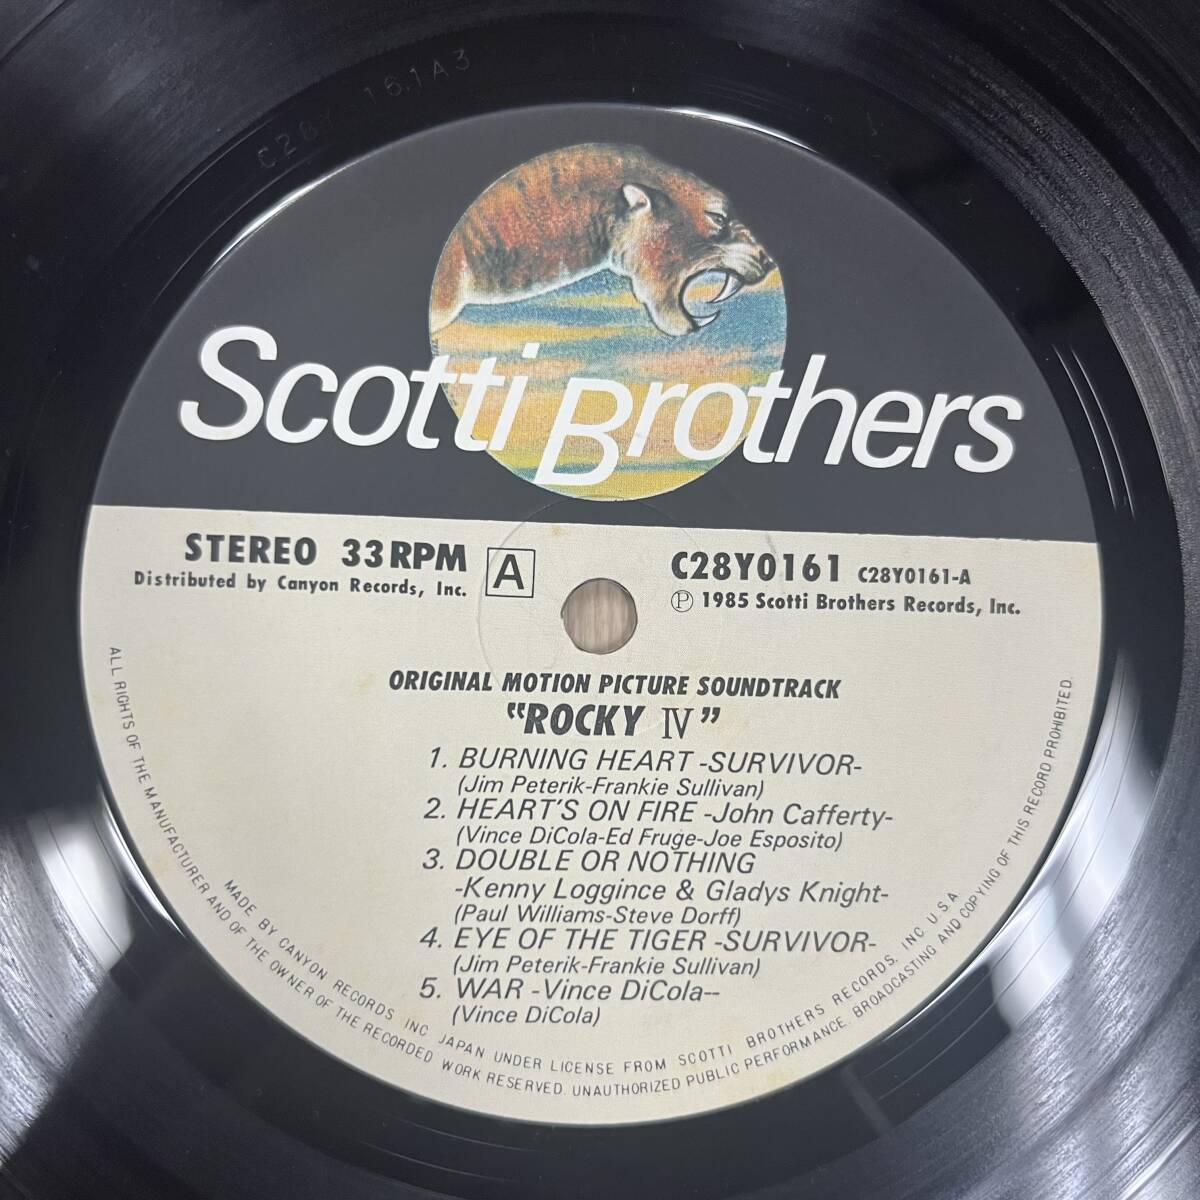 C28Y 161A3
Scotti Brothers
STEREO 33 RPM
A
C28Y0161 C28Y0161-A
Distributed by Canyon Records, Inc.
Ⓟ 1985 Scotti Brothers Records, Inc.
ORIGINAL MOTION PICTURE SOUNDTRACK
“ROCKY Ⅳ”
1. BURNING HEART -SURVIVOR-
(Jim Peterik-Frankie Sullivan)
2. HEART'S ON FIRE -John Cafferty-
(Vince DiCola-Ed Fruge-Joe Esposito)
3. DOUBLE OR NOTHING
-Kenny Loggince & Gladys Knight-
(Paul Williams-Steve Dorff)
4. EYE OF THE TIGER -SURVIVOR-
(Jim Peterik-Frankie Sullivan)
5. WAR -Vince DiCola--
(Vince DiCola)
MADE BY CANYON RECORDS INC JAPAN UNDER LICENSE FROM SCOTTI BROTHERS RECORDS, INC. U.S.A
ALL RIGHTS OF THE MANUFACTURER AND OF THE OWNER OF THE RECORDED WORK RESERVED. UNAUTHORIZED PUBLIC PERFORMANCE. BROADCASTING AND COPYING OF THIS RECORD PROHIBITED.